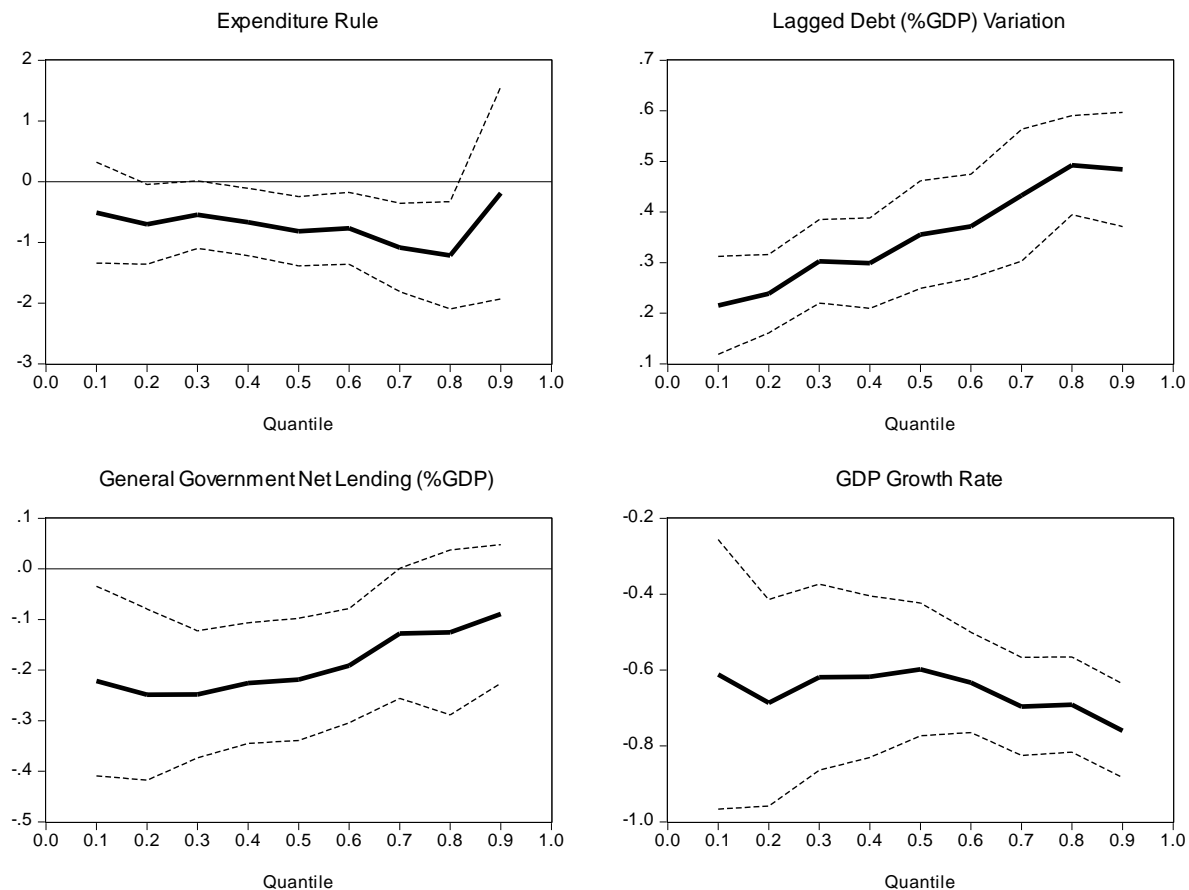 Expenditure Rule
2
1
0
-1
-2
-3
0.0 0.1 0.2 0.3 0.4 0.5 0.6 0.7 0.8 0.9 1.0
Quantile
Lagged Debt (%GDP) Variation
.7
.6
.5
.4
.3
.2
.1
0.0 0.1 0.2 0.3 0.4 0.5 0.6 0.7 0.8 0.9 1.0
Quantile
General Government Net Lending (%GDP)
.1
.0
-.1
-.2
-.3
-.4
-.5
0.0 0.1 0.2 0.3 0.4 0.5 0.6 0.7 0.8 0.9 1.0
Quantile
GDP Growth Rate
-0.2
-0.4
-0.6
-0.8
-1.0
0.0 0.1 0.2 0.3 0.4 0.5 0.6 0.7 0.8 0.9 1.0
Quantile